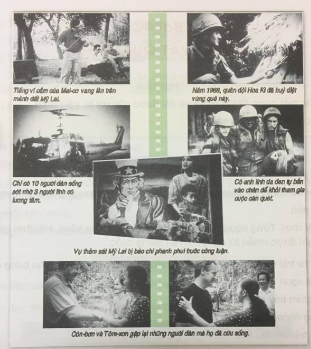 Tiếng vĩ cầm của Mai-cơ vang lên trên
mảnh đất Mỹ Lai.
Năm 1968, quân đội Hoa Kì đã huỷ diệt
vùng quê này.
Chỉ có 10 người dân sống
sót nhờ 3 người lính có
lương tâm.
Có anh lính da đen tự bắn
vào chân để khỏi tham gia
cuộc càn quét.
Vụ thảm sát Mỹ Lai bị báo chí phanh phui trước công luận.
Côn-bơn và Tôm-xơn gặp lại những người dân mà họ đã cứu sống.